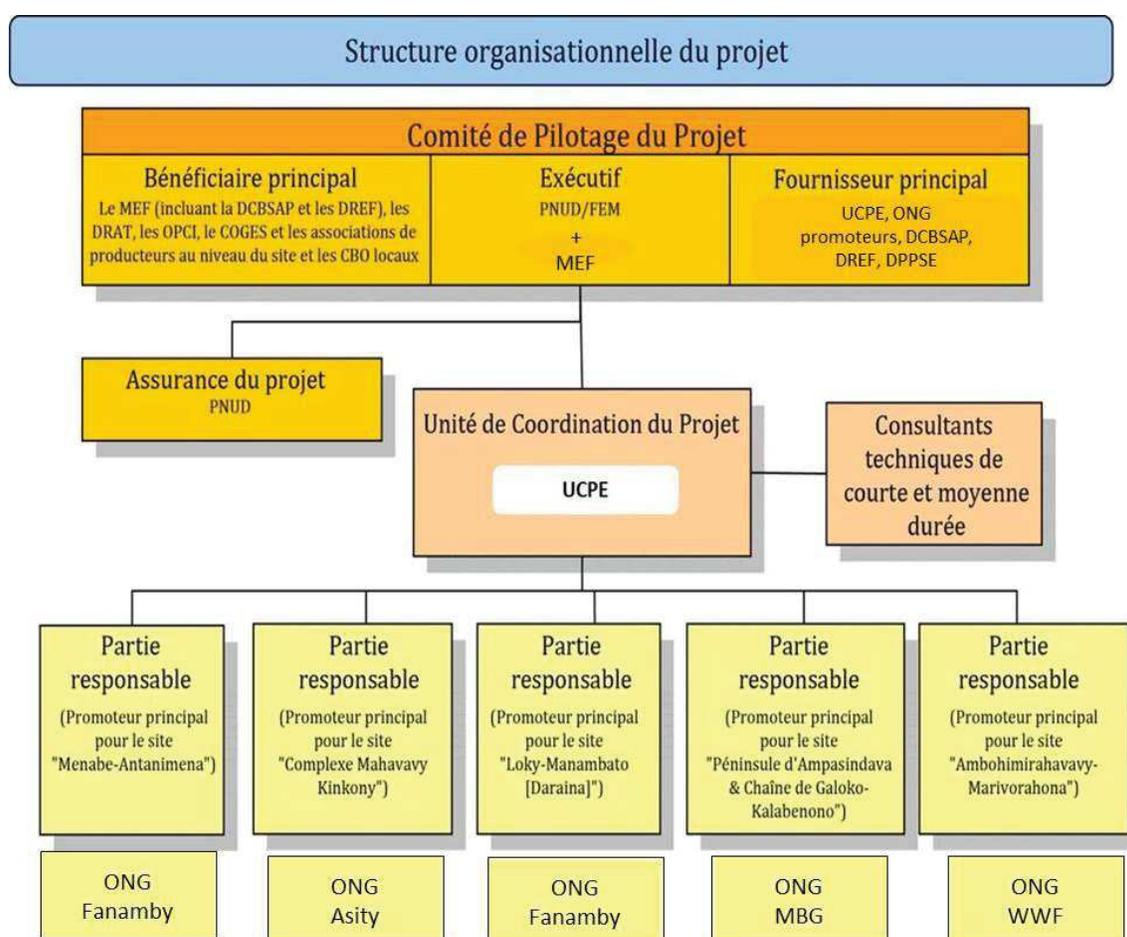 Structure organisationnelle du projet
Comité de Pilotage du Projet
Bénéficiaire principal
Le MEF (incluant la DCBSAP et les DREF), les
DRAT, les OPCI, le COGES et les associations de
producteurs au niveau du site et les CBO locaux
Exécutif
PNUD/FEM
+
MEF
Fournisseur principal
UCPE, ONG
promoteurs, DCBSAP,
DREF, DPPSE
Assurance du projet
PNUD
Unité de Coordination du Projet
UCPE
Consultants
techniques de
courte et moyenne
durée
Partie
responsable
(Promoteur principal
pour le site
"Menabe-Antanimena")
Partie
responsable
(Promoteur principal
pour le site
"Complexe Mahavavy
Kinkony")
Partie
responsable
(Promoteur principal
pour le site
"Loky-Manambato
[Daraina]")
Partie
responsable
(Promoteur principal
pour le site
"Péninsule d'Ampasindava
& Chaîne de Galoko-
Kalabenono")
Partie
responsable
(Promoteur principal
pour le site
"Ambohimirahavavy-
Marivorahona")
ONG
Fanamby
ONG
Asity
ONG
Fanamby
ONG
MBG
ONG
WWF